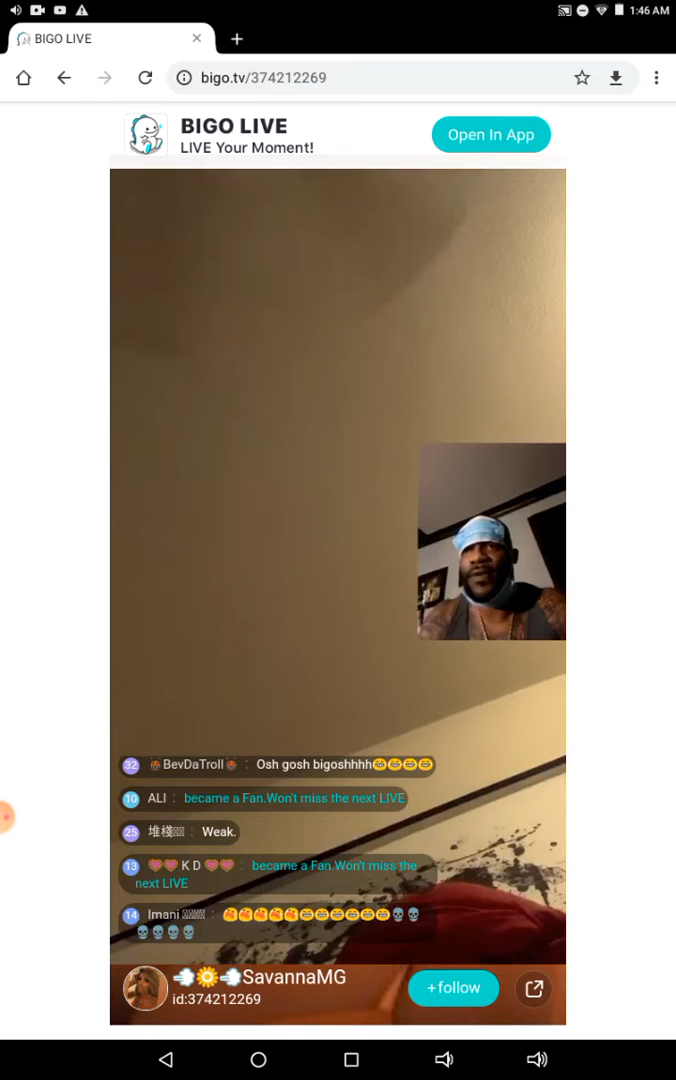 1:46 AM
BIGO LIVE
bigo.tv/374212269
BIGO LIVE
LIVE Your Moment!
Open In App
32 BevDaTroll : Osh gosh bigoshhhh
10 ALI : became a Fan.Won't miss the next LIVE
25 堆棧 : Weak.
13 K D : became a Fan.Won't miss the
next LIVE
14 Imani :
SavannaMG
id:374212269
+follow